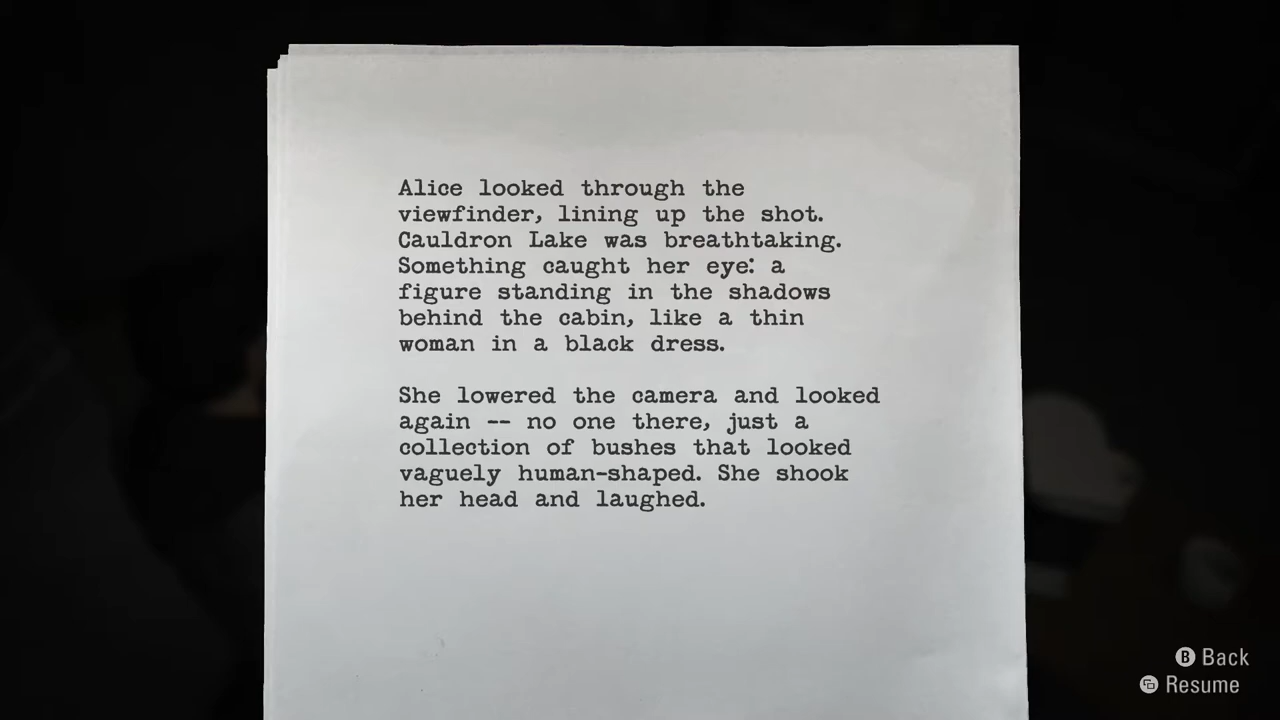 Alice looked through the
viewfinder, lining up the shot.
Cauldron Lake was breathtaking.
Something caught her eye: a
figure standing in the shadows
behind the cabin, like a thin
woman in a black dress.
She lowered the camera and looked
again -- no one there, just a
collection of bushes that looked
vaguely human-shaped. She shook
her head and laughed.
B Back
Resume